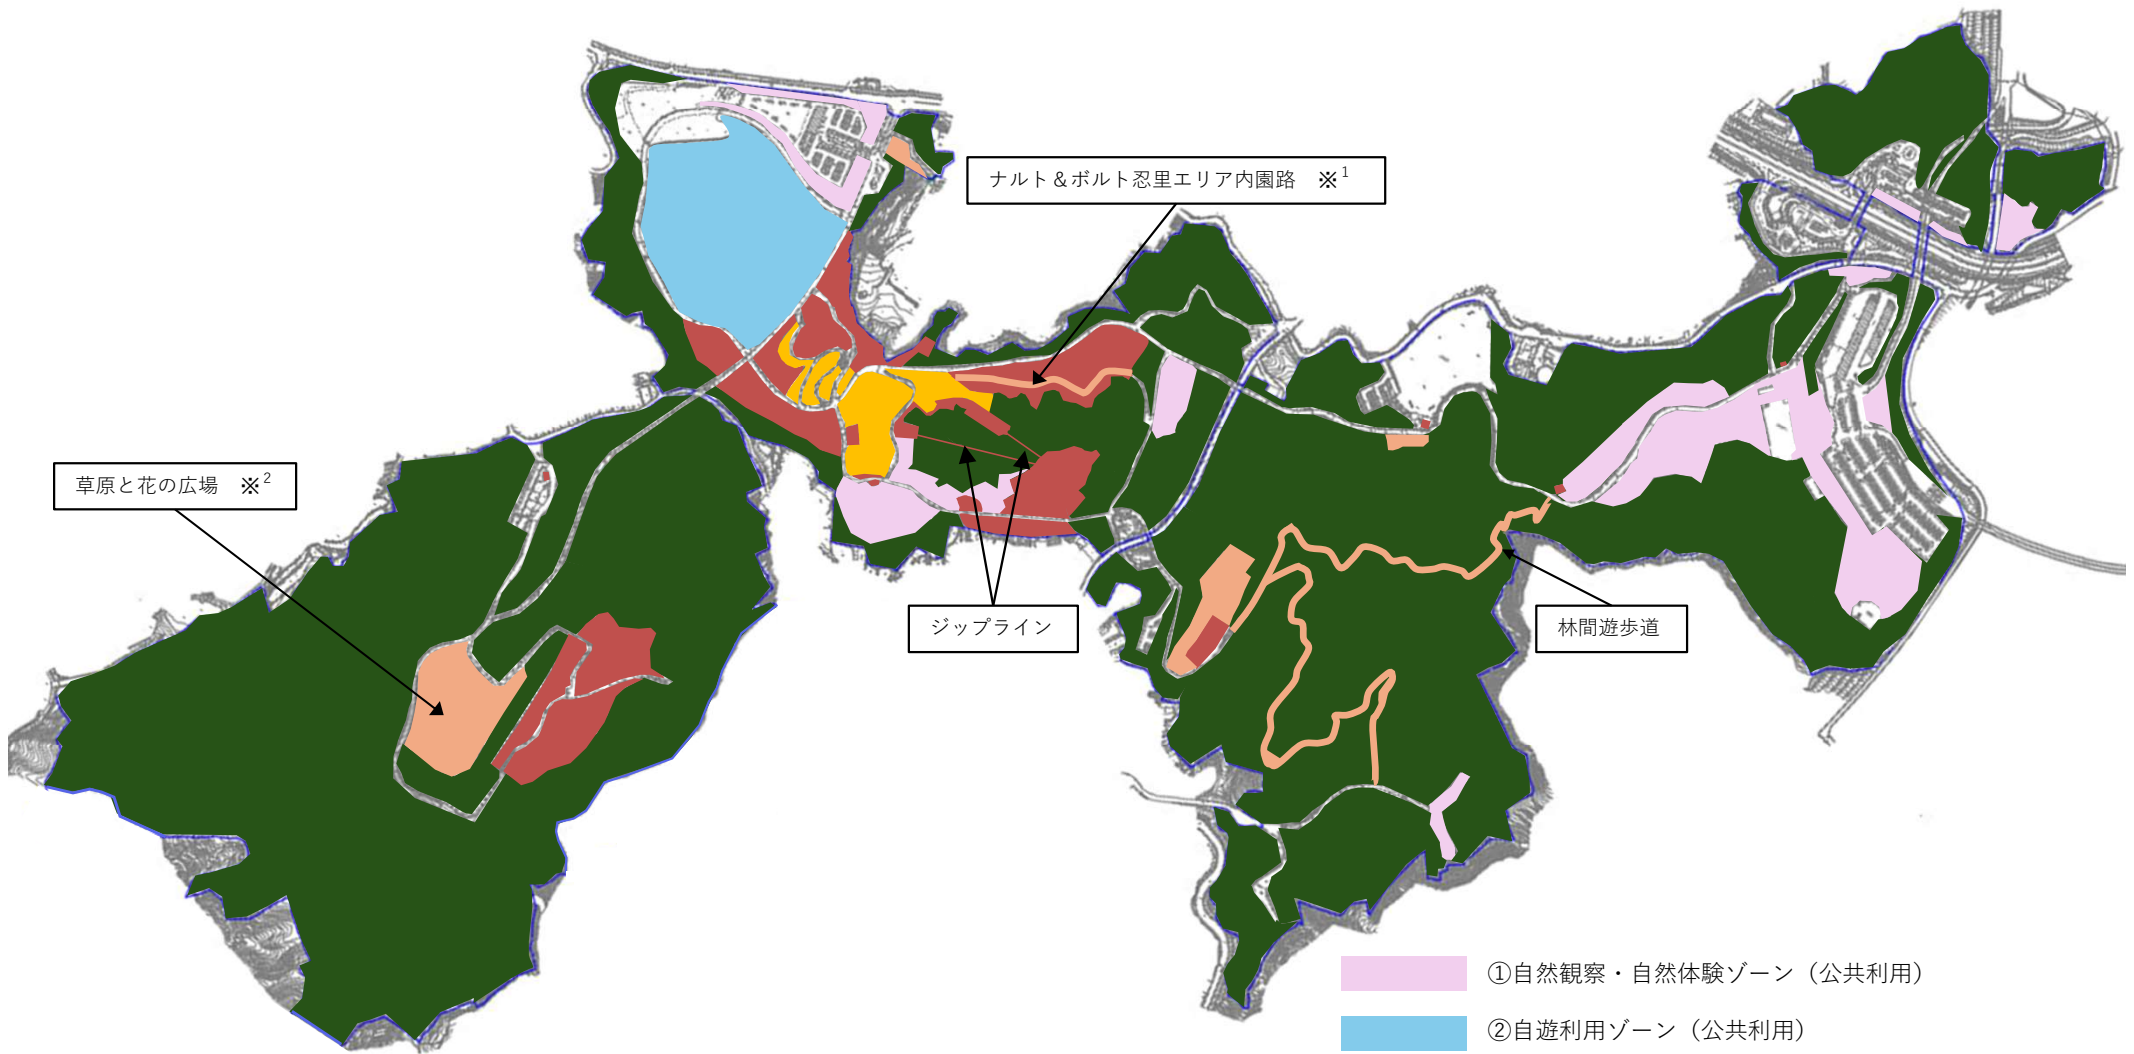 ナルト＆ボルト忍里エリア内園路　※1
草原と花の広場　※2
ジップライン
林間遊歩道
①自然観察・自然体験ゾーン（公共利用）
②自遊利用ゾーン（公共利用）